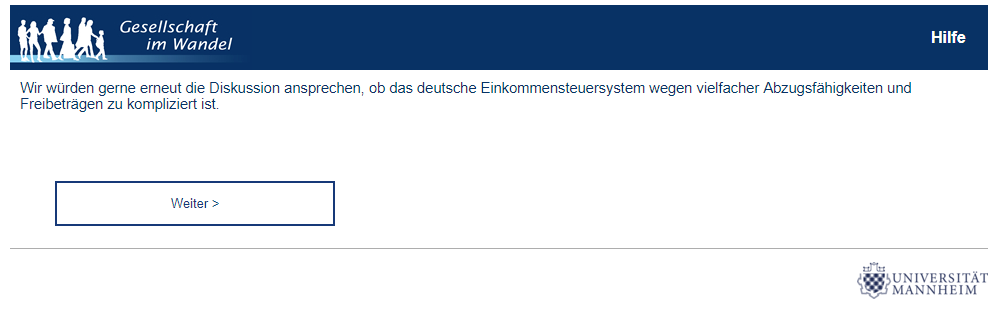 Gesellschaft
im Wandel
Hilfe
Wir würden gerne erneut die Diskussion ansprechen, ob das deutsche Einkommensteuersystem wegen vielfacher Abzugsfähigkeiten und
Freibeträgen zu kompliziert ist.
Weiter >
UNIVERSITÄT
MANNHEIM